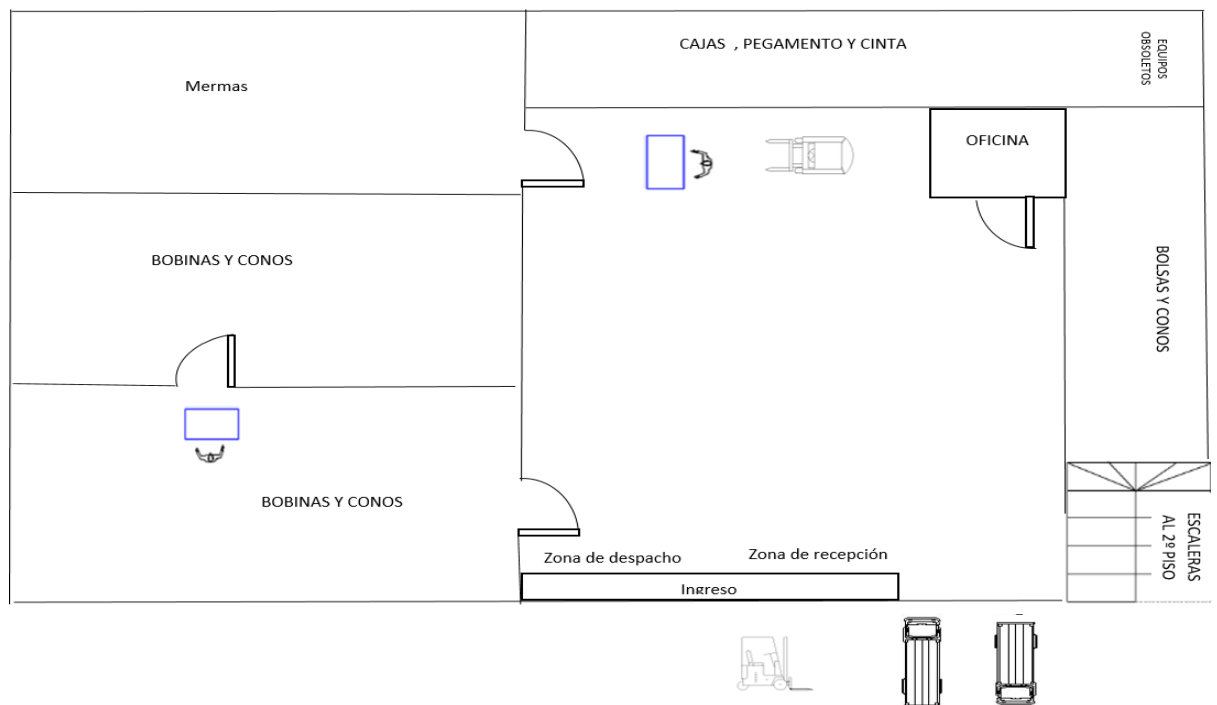 CAJAS , PEGAMENTO Y CINTA
EQUIPOS
OBSOLETOS
Mermas
OFICINA
BOBINAS Y CONOS
BOLSAS Y CONOS
BOBINAS Y CONOS
Zona de despacho
Zona de recepción
Ingreso
ESCALERAS
AL 2º PISO